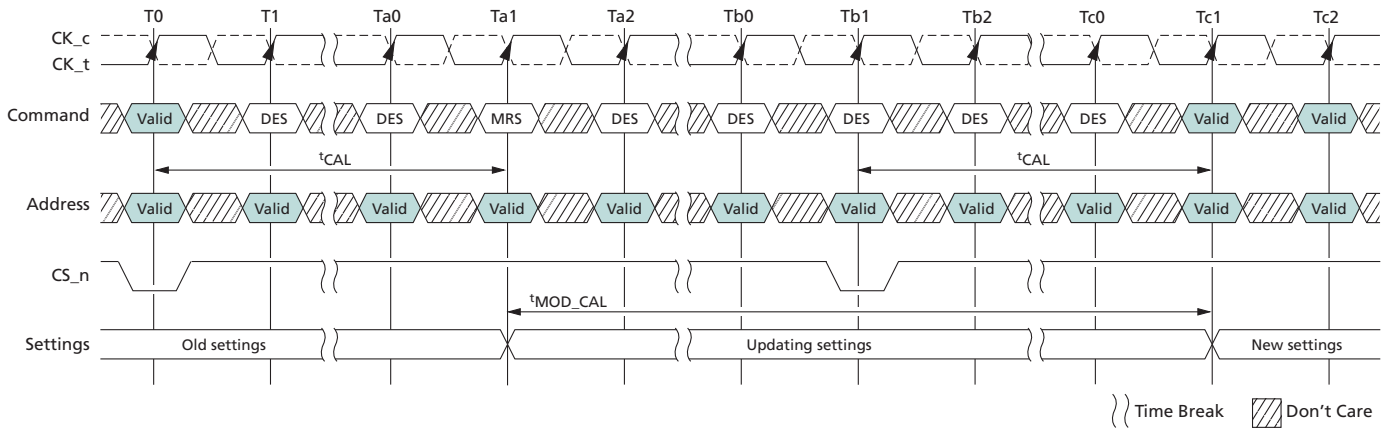 T0 T1 Ta0 Ta1 Ta2 Tb0 Tb1 Tb2 Tc0 Tc1 Tc2
CK_c
CK_t
Command Valid DES DES MRS DES DES DES DES DES Valid Valid
tCAL tCAL
Address Valid Valid Valid Valid Valid Valid Valid Valid Valid Valid Valid
CS_n
tMOD_CAL
Settings Old settings Updating settings New settings
Time Break Don't Care